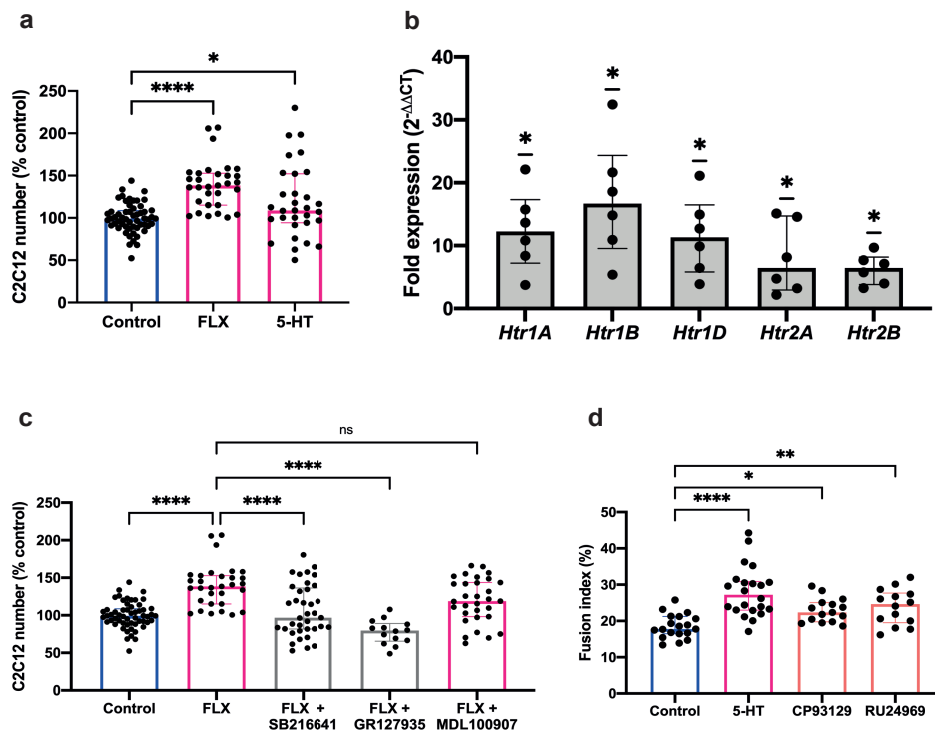 a
*
****
C2C12 number (% control)
250
200
150
100
50
0
Control FLX 5-HT
b
Fold expression (2-ΔΔCT)
40
30
20
10
0
* * * * *
Htr1A Htr1B Htr1D Htr2A Htr2B
c
ns
****
**** ****
C2C12 number (% control)
250
200
150
100
50
0
Control FLX FLX + FLX + FLX +
SB216641 GR127935 MDL100907
d
**
*
****
Fusion index (%)
50
40
30
20
10
0
Control 5-HT CP93129 RU24969